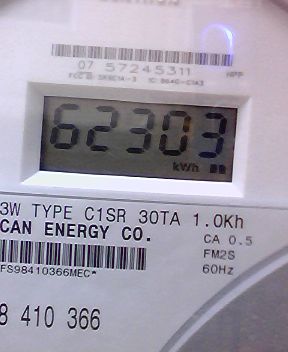 07 57245311 HPP
62303
kWh
3W TYPE C1SR 30TA 1.0Kh
CAN ENERGY CO.
CA 0.5
FM2S
FS98410366MEC*
60Hz
8 410 366